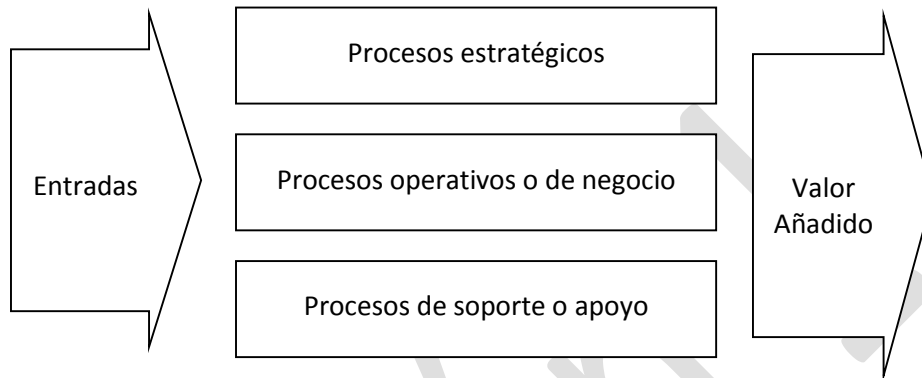 Procesos estratégicos
Entradas
Procesos operativos o de negocio
Valor
Añadido
Procesos de soporte o apoyo